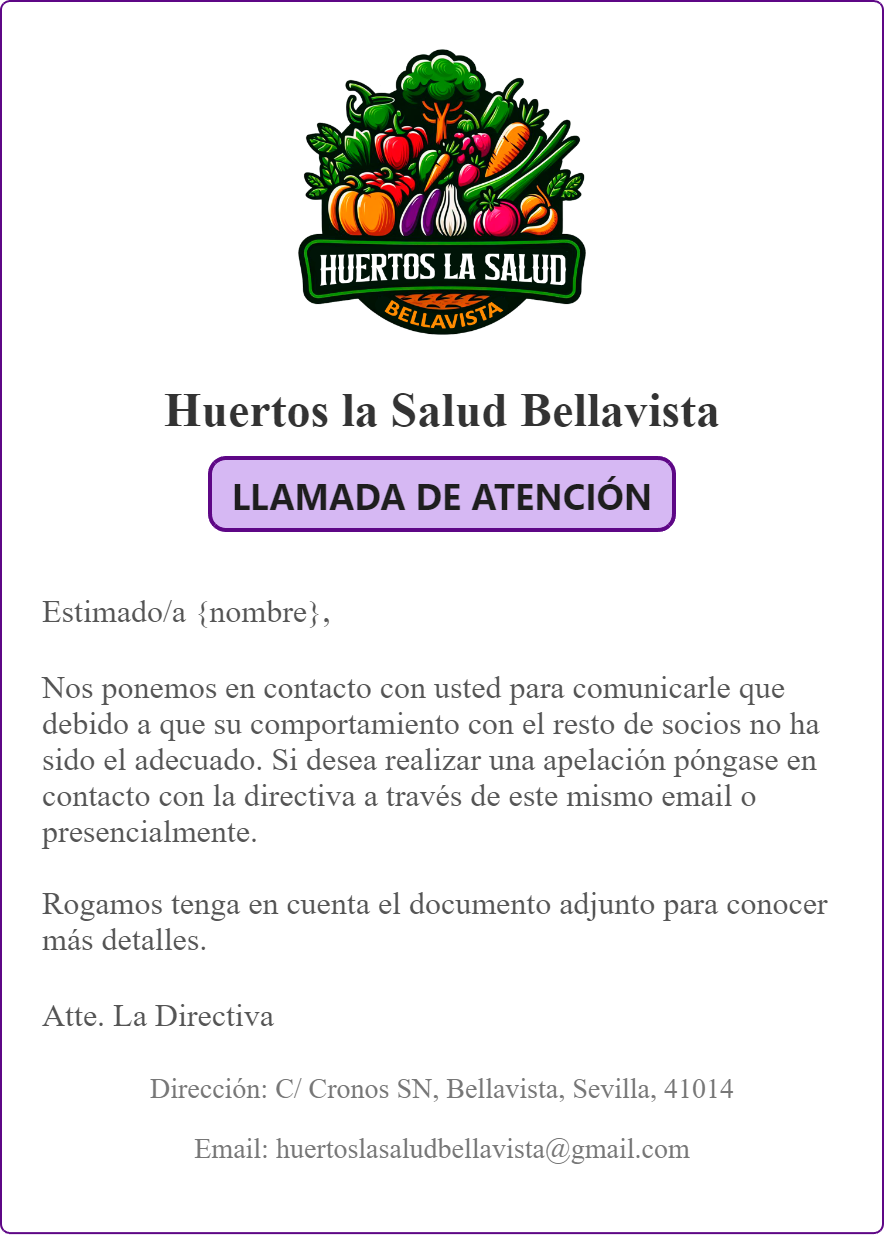 HUERTOS LA SALUD
BELLAVISTA
Huertos la Salud Bellavista
LLAMADA DE ATENCIÓN
Estimado/a {nombre},
Nos ponemos en contacto con usted para comunicarle que
debido a que su comportamiento con el resto de socios no ha
sido el adecuado. Si desea realizar una apelación póngase en
contacto con la directiva a través de este mismo email o
presencialmente.
Rogamos tenga en cuenta el documento adjunto para conocer
más detalles.
Atte. La Directiva
Dirección: C/ Cronos SN, Bellavista, Sevilla, 41014
Email: huertoslasaludbellavista@gmail.com